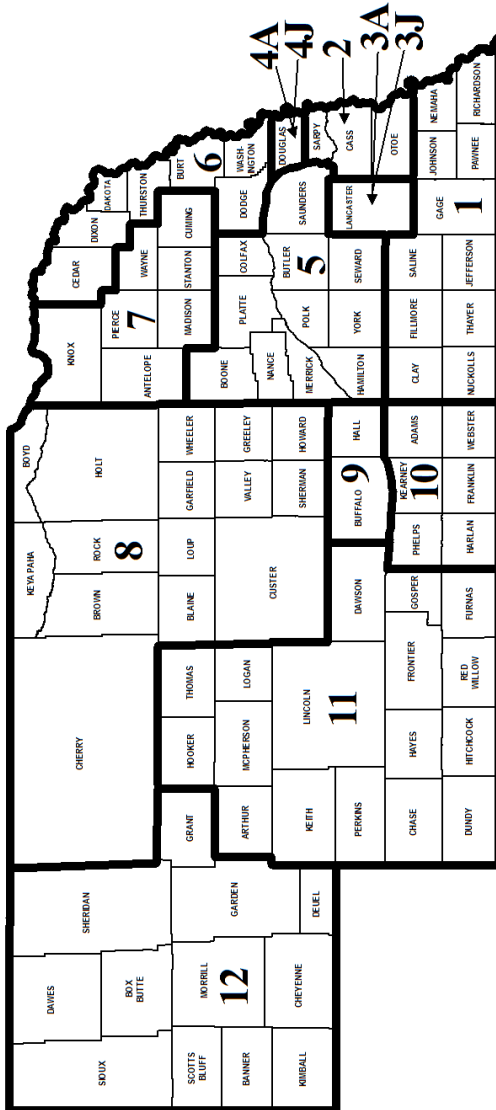 SIOUX
DAWES
BOX
BUTTE
SHERIDAN
SCOTTS
BLUFF
BANNER
KIMBALL
MORRILL
12
CHEYENNE
GARDEN
DEUEL
GRANT
CHERRY
HOOKER
THOMAS
ARTHUR
MCPHERSON
LOGAN
KEITH
LINCOLN
11
PERKINS
DAWSON
CHASE
HAYES
FRONTIER
GOSPER
DUNDY
HITCHCOCK
RED
WILLOW
FURNAS
KEYA PAHA
BOYD
BROWN
ROCK
8
HOLT
BLAINE
LOUP
GARFIELD
WHEELER
CUSTER
VALLEY
GREELEY
SHERMAN
HOWARD
BUFFALO
9
HALL
PHELPS
KEARNEY
10
ADAMS
HARLAN
FRANKLIN
WEBSTER
KNOX
CEDAR
DIXON
DAKOTA
ANTELOPE
PIERCE
7
WAYNE
THURSTON
MADISON
STANTON
CUMING
BURT
6
WASH-
INGTON
DODGE
BOONE
PLATTE
COLFAX
NANCE
MERRICK
POLK
BUTLER
5
SAUNDERS
HAMILTON
YORK
SEWARD
DOUGLAS
4A
4J
SARPY
CASS
2
LANCASTER
3A
3J
OTOE
CLAY
FILLMORE
SALINE
NUCKOLLS
THAYER
JEFFERSON
GAGE
1
JOHNSON
NEMAHA
PAWNEE
RICHARDSON